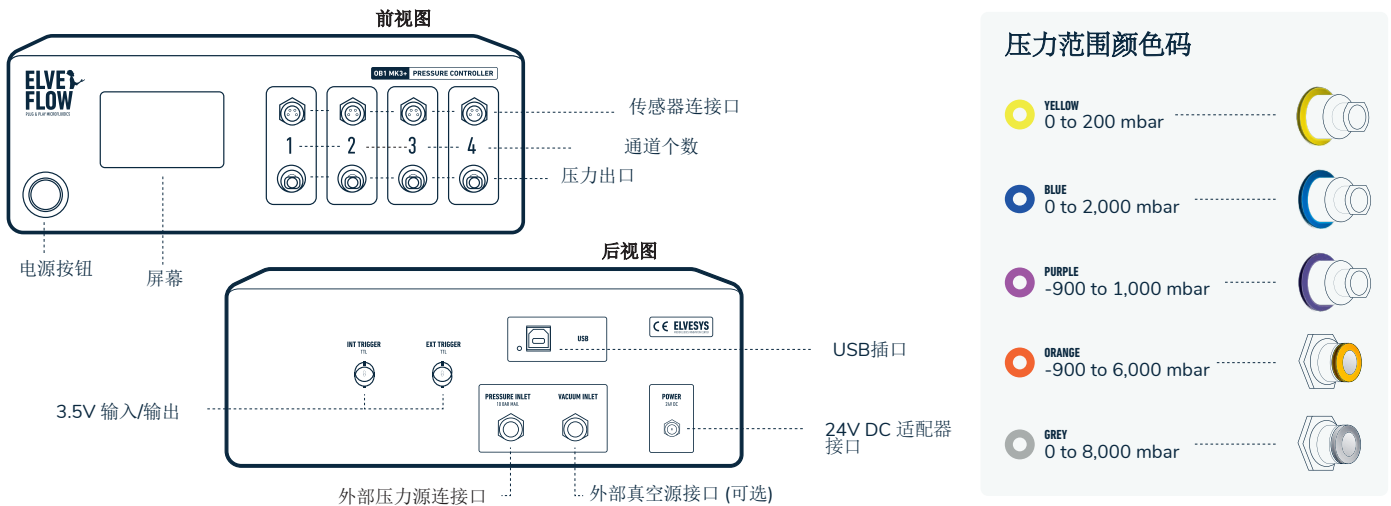 前视图
ELVE
FLOW
PLUG & PLAY MICROFLUIDICS
OB1 MK3+ PRESSURE CONTROLLER
1 2 3 4
传感器连接口
通道个数
压力出口
电源按钮
屏幕
后视图
INT TRIGGER
TTL
EXT TRIGGER
TTL
USB
CE ELVESYS
PRESSURE INLET
10 BAR MAX.
VACUUM INLET
POWER
24V DC
USB插口
3.5V 输入/输出
24V DC 适配器
接口
外部压力源连接口
外部真空源接口 (可选)
压力范围颜色码
YELLOW
0 to 200 mbar
BLUE
0 to 2,000 mbar
PURPLE
-900 to 1,000 mbar
ORANGE
-900 to 6,000 mbar
GREY
0 to 8,000 mbar